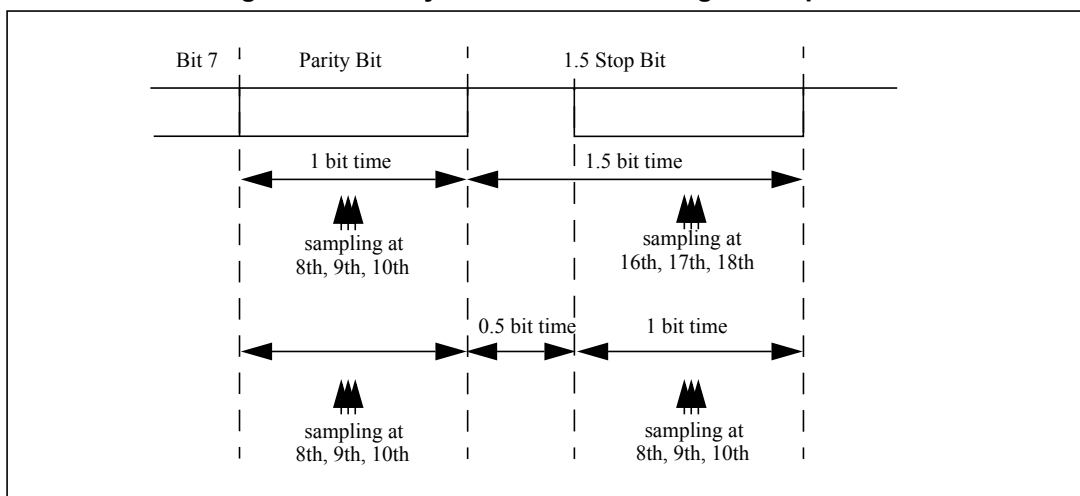 Bit 7 Parity Bit 1.5 Stop Bit
1 bit time 1.5 bit time
sampling at sampling at
8th, 9th, 10th 16th, 17th, 18th
0.5 bit time 1 bit time
sampling at sampling at
8th, 9th, 10th 8th, 9th, 10th